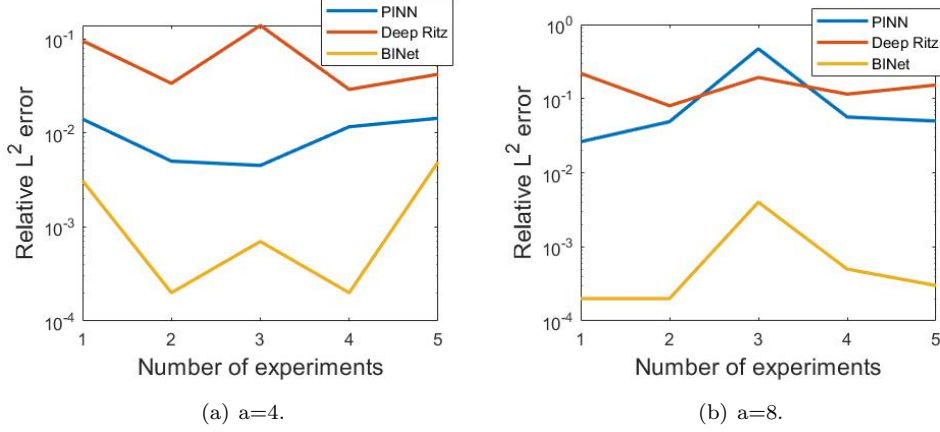 PINN
Deep Ritz
BINet
10^-1
10^-2
10^-3
10^-4
Relative L^2 error
1 2 3 4 5
Number of experiments
(a) a=4.
PINN
Deep Ritz
BINet
10^0
10^-1
10^-2
10^-3
10^-4
Relative L^2 error
1 2 3 4 5
Number of experiments
(b) a=8.